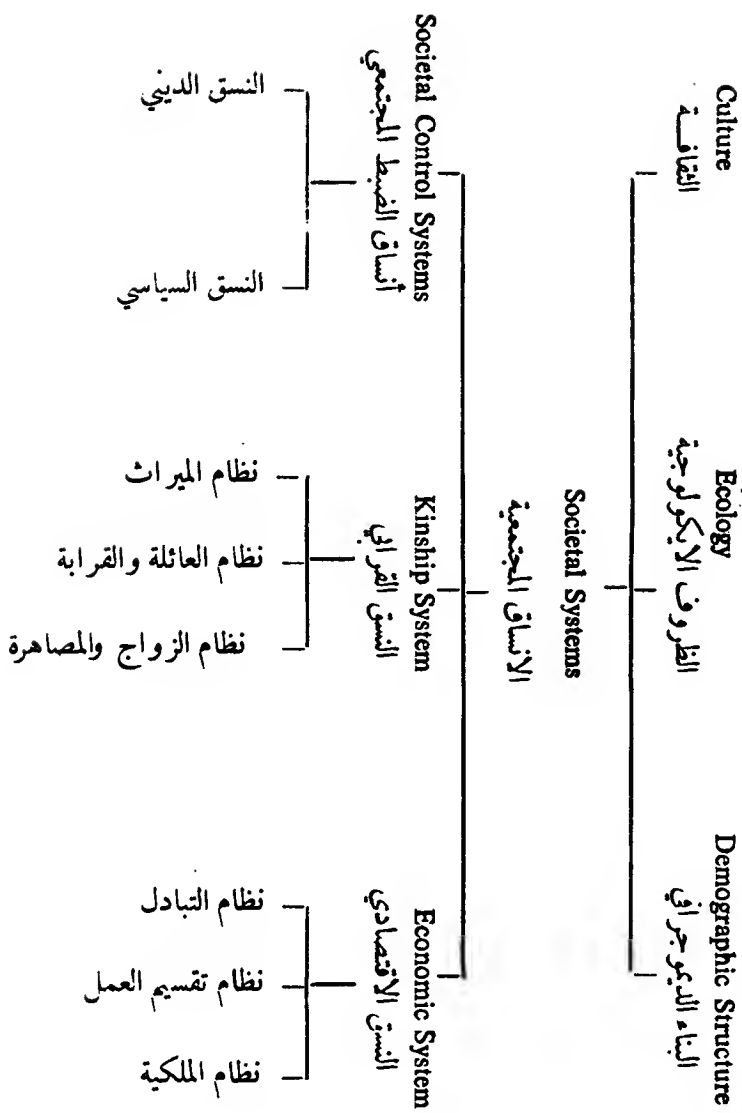 Culture
الثقافـــة
Ecology
الظروف الايكولوجية
Demographic Structure
البناء الديموجرافي
Societal Systems
الانساق المجتمعية
Societal Control Systems
أنساق الضبط المجتمعي
Kinship System
النسق القرابي
Economic System
النسق الاقتصادي
النسق الديني
النسق السياسي
نظام الميراث
نظام العائلة والقرابة
نظام الزواج والمصاهرة
نظام التبادل
نظام تقسيم العمل
نظام الملكية